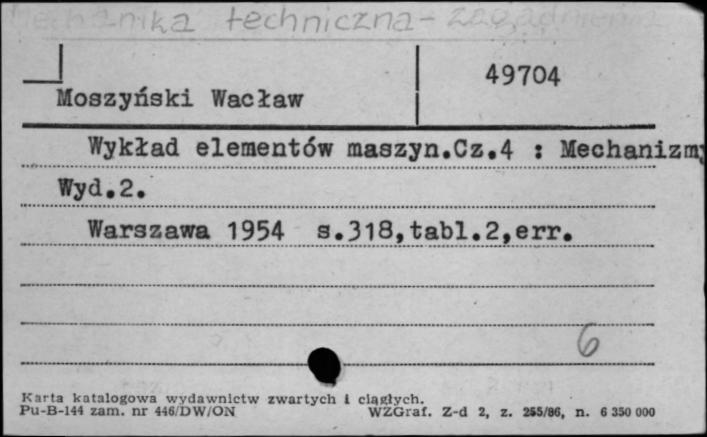 Mechanika techniczna - zagadnienia
49704
Moszyński Wacław
Wykład elementów maszyn.Cz.4 : Mechanizmy
Wyd.2.
Warszawa 1954 s.318,tabl.2,err.
6
Karta katalogowa wydawnictw zwartych i ciągłych.
Pu-B-144 zam. nr 446/DW/ON WZGraf. Z-d 2, z. 255/86, n. 6 350 000